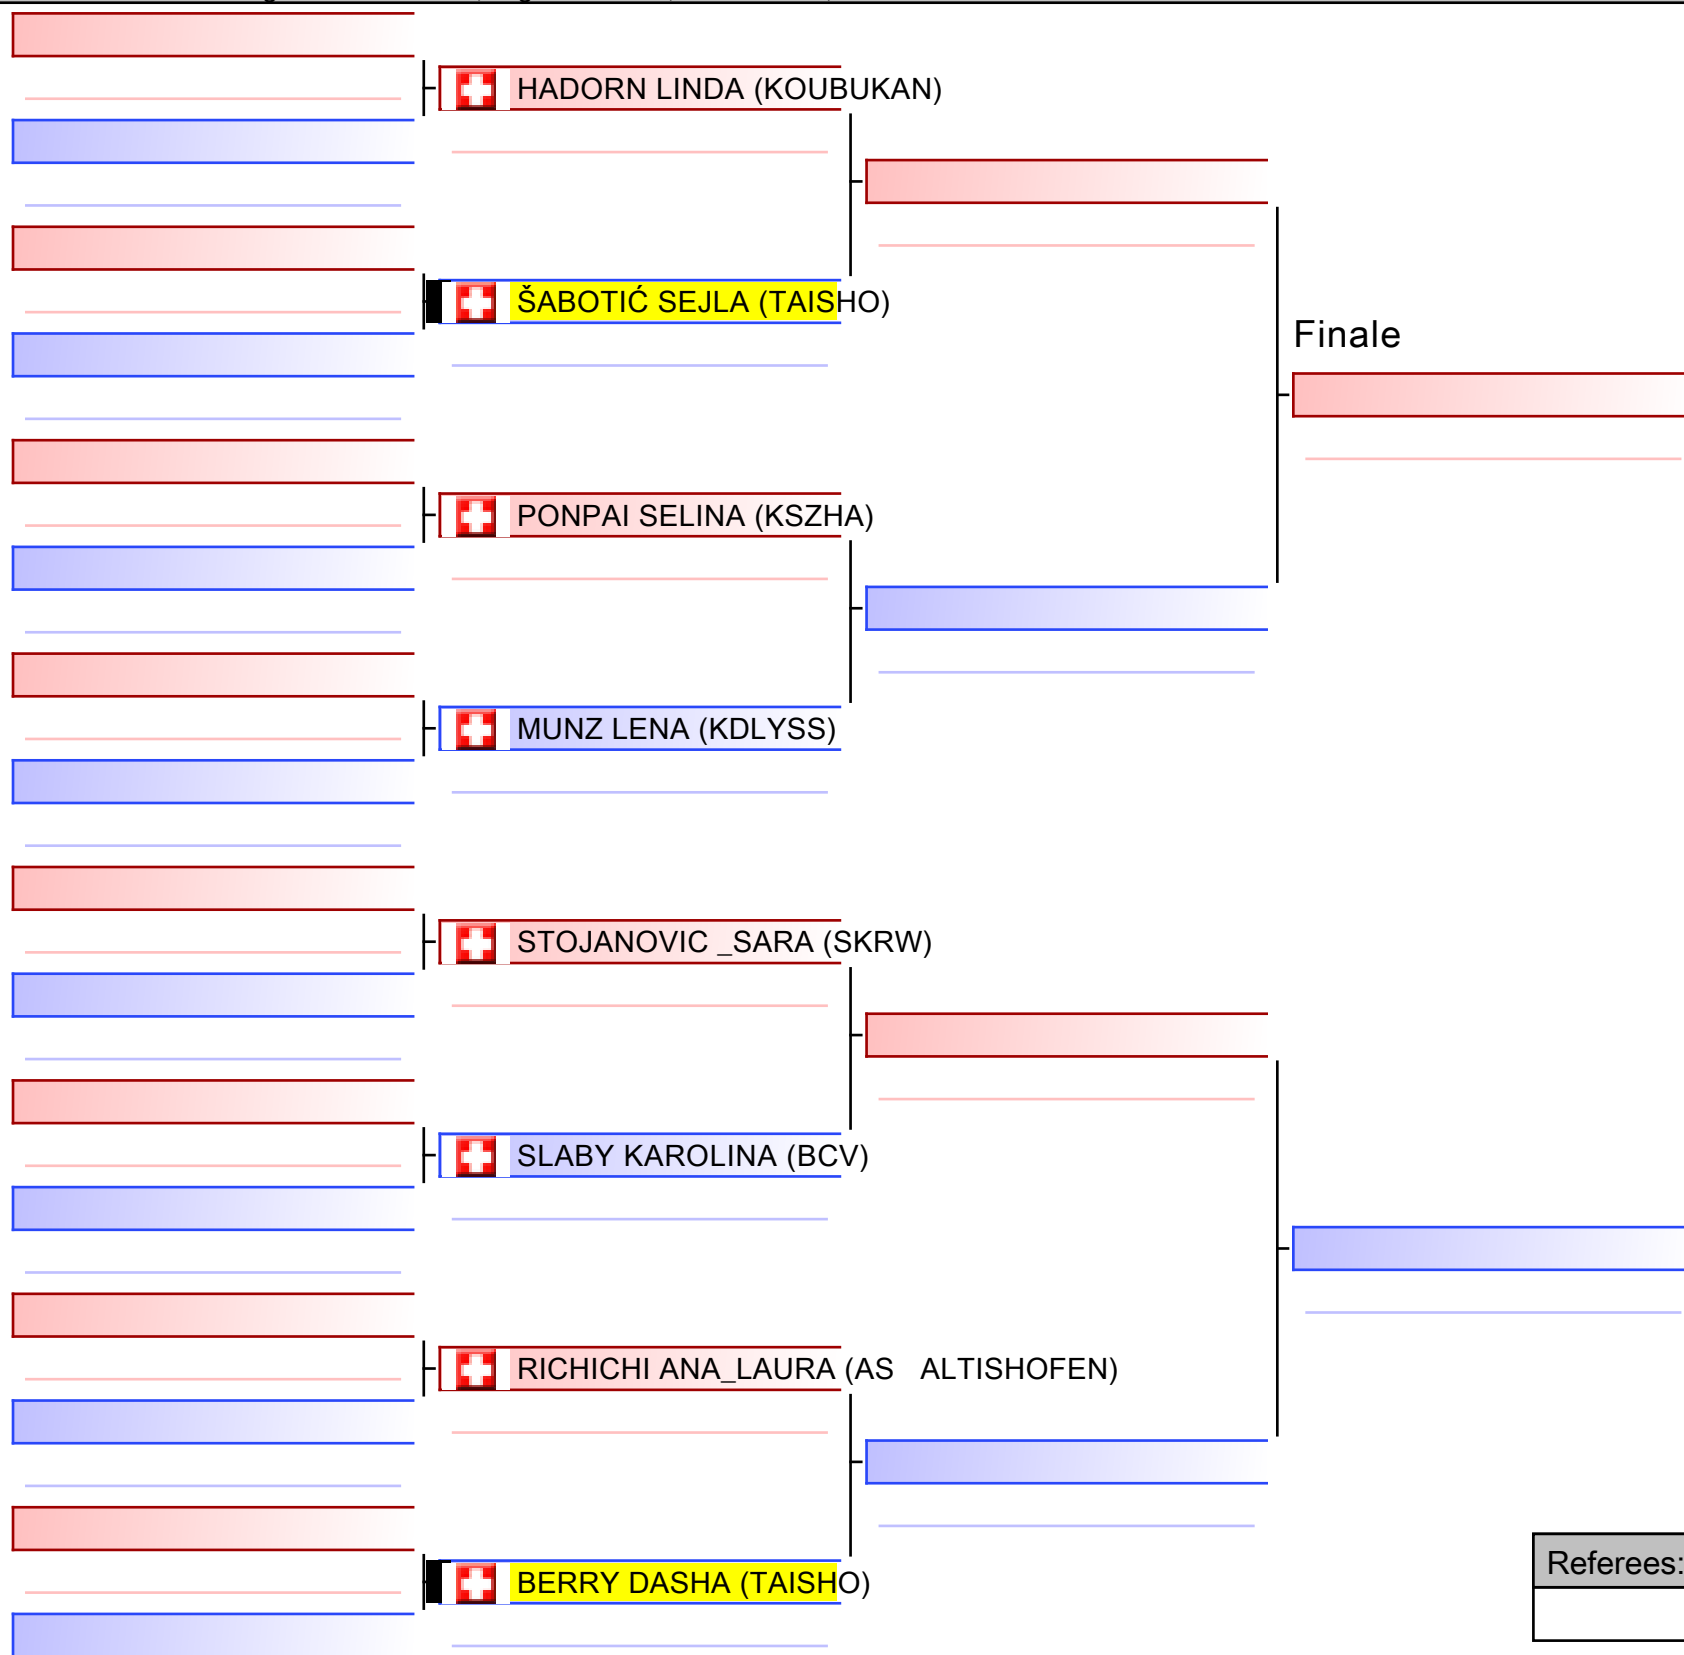 HADORN LINDA (KOUBUKAN)
ŠABOTIĆ SEJLA (TAISHO)
Finale
PONPAI SELINA (KSZHA)
MUNZ LENA (KDLYSS)
STOJANOVIC _SARA (SKRW)
SLABY KAROLINA (BCV)
RICHICHI ANA_LAURA (AS ALTISHOFEN)
Referees:
BERRY DASHA (TAISHO)